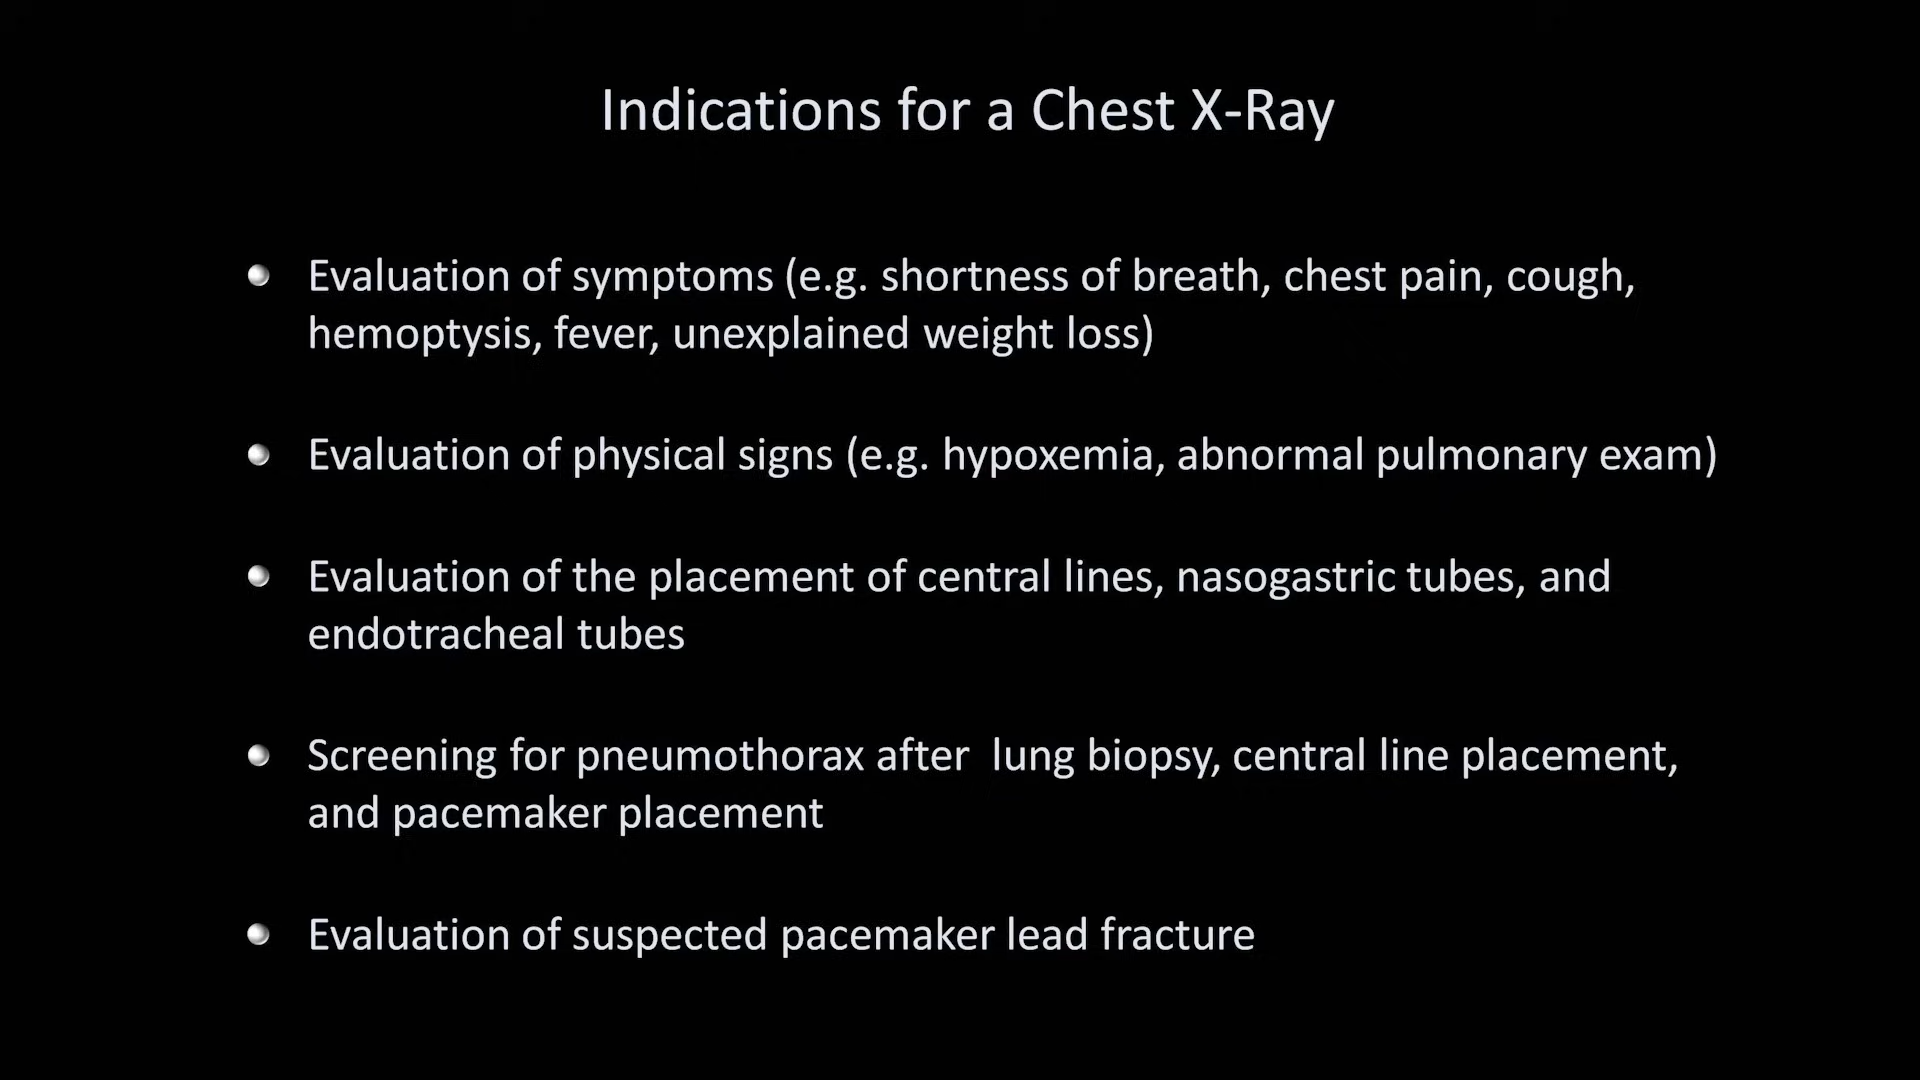 Indications for a Chest X-Ray
Evaluation of symptoms (e.g. shortness of breath, chest pain, cough,
hemoptysis, fever, unexplained weight loss)
Evaluation of physical signs (e.g. hypoxemia, abnormal pulmonary exam)
Evaluation of the placement of central lines, nasogastric tubes, and
endotracheal tubes
Screening for pneumothorax after  lung biopsy, central line placement,
and pacemaker placement
Evaluation of suspected pacemaker lead fracture